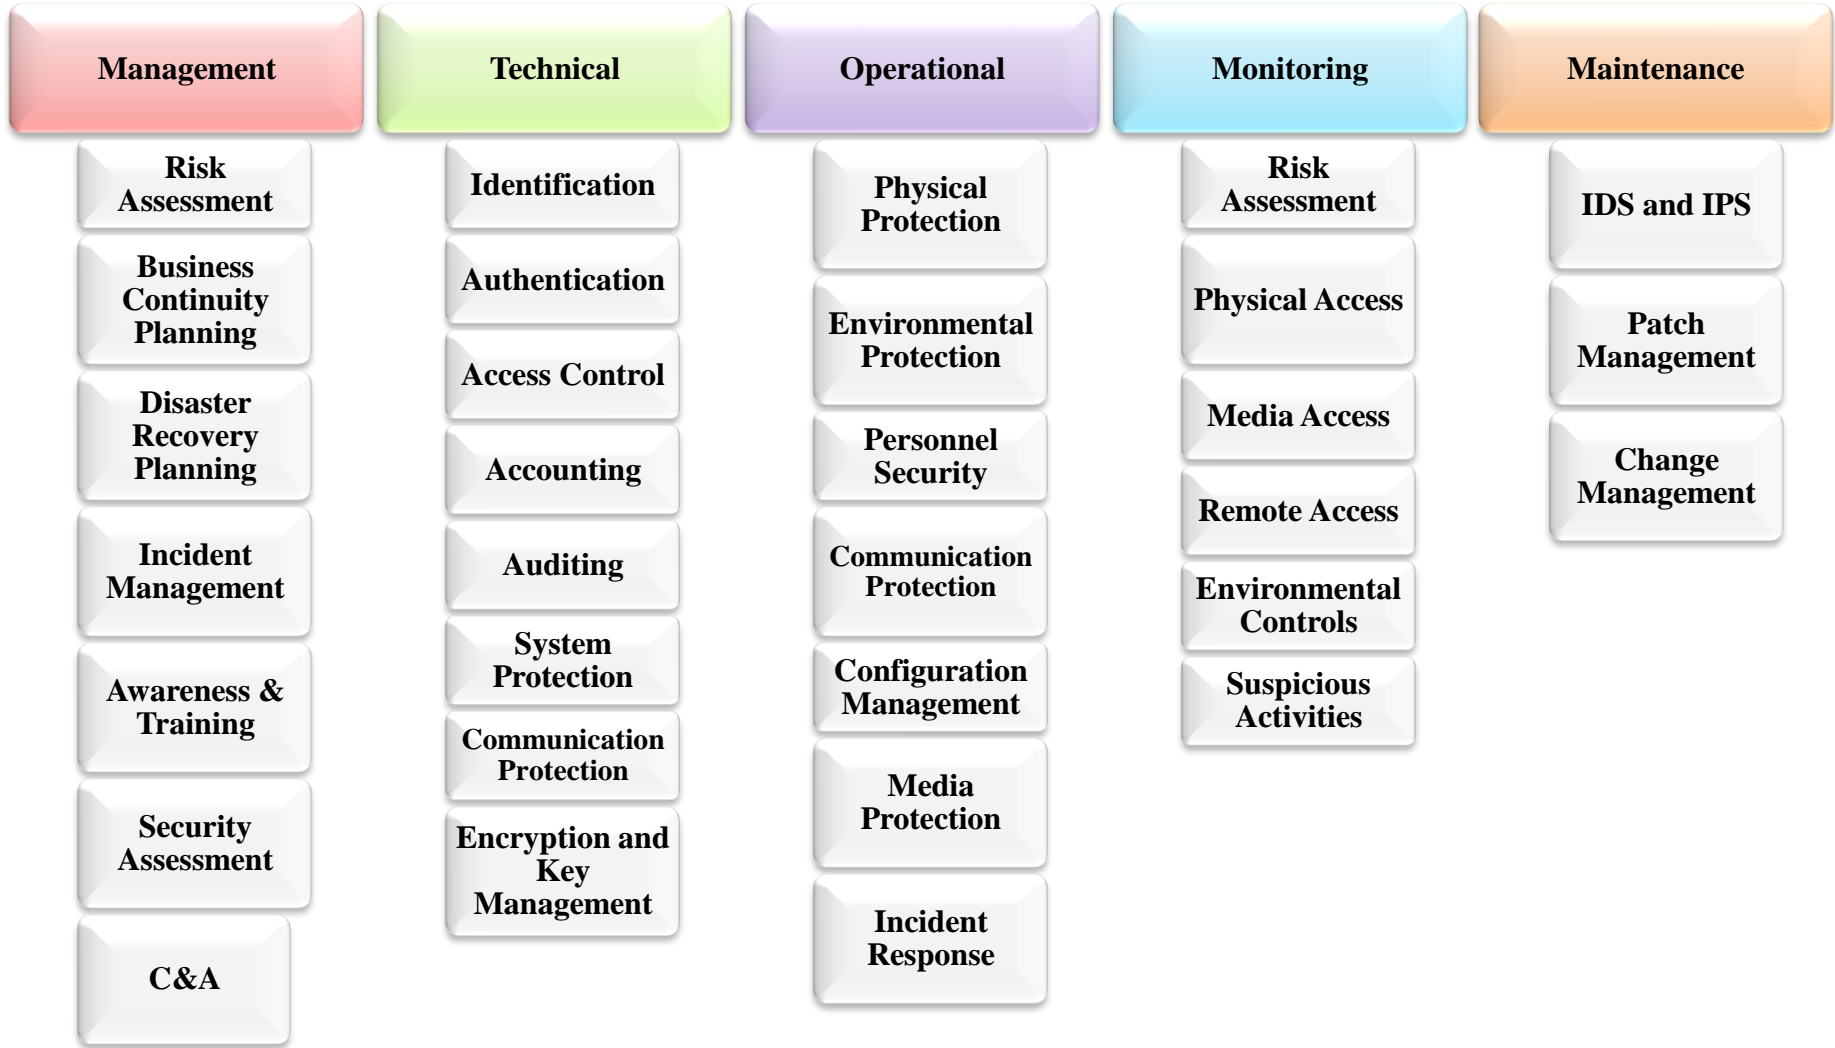 Management
Technical
Operational
Monitoring
Maintenance
Risk
Assessment
Business
Continuity
Planning
Disaster
Recovery
Planning
Incident
Management
Awareness &
Training
Security
Assessment
C&A
Identification
Authentication
Access Control
Accounting
Auditing
System
Protection
Communication
Protection
Encryption and
Key
Management
Physical
Protection
Environmental
Protection
Personnel
Security
Communication
Protection
Configuration
Management
Media
Protection
Incident
Response
Risk
Assessment
Physical Access
Media Access
Remote Access
Environmental
Controls
Suspicious
Activities
IDS and IPS
Patch
Management
Change
Management